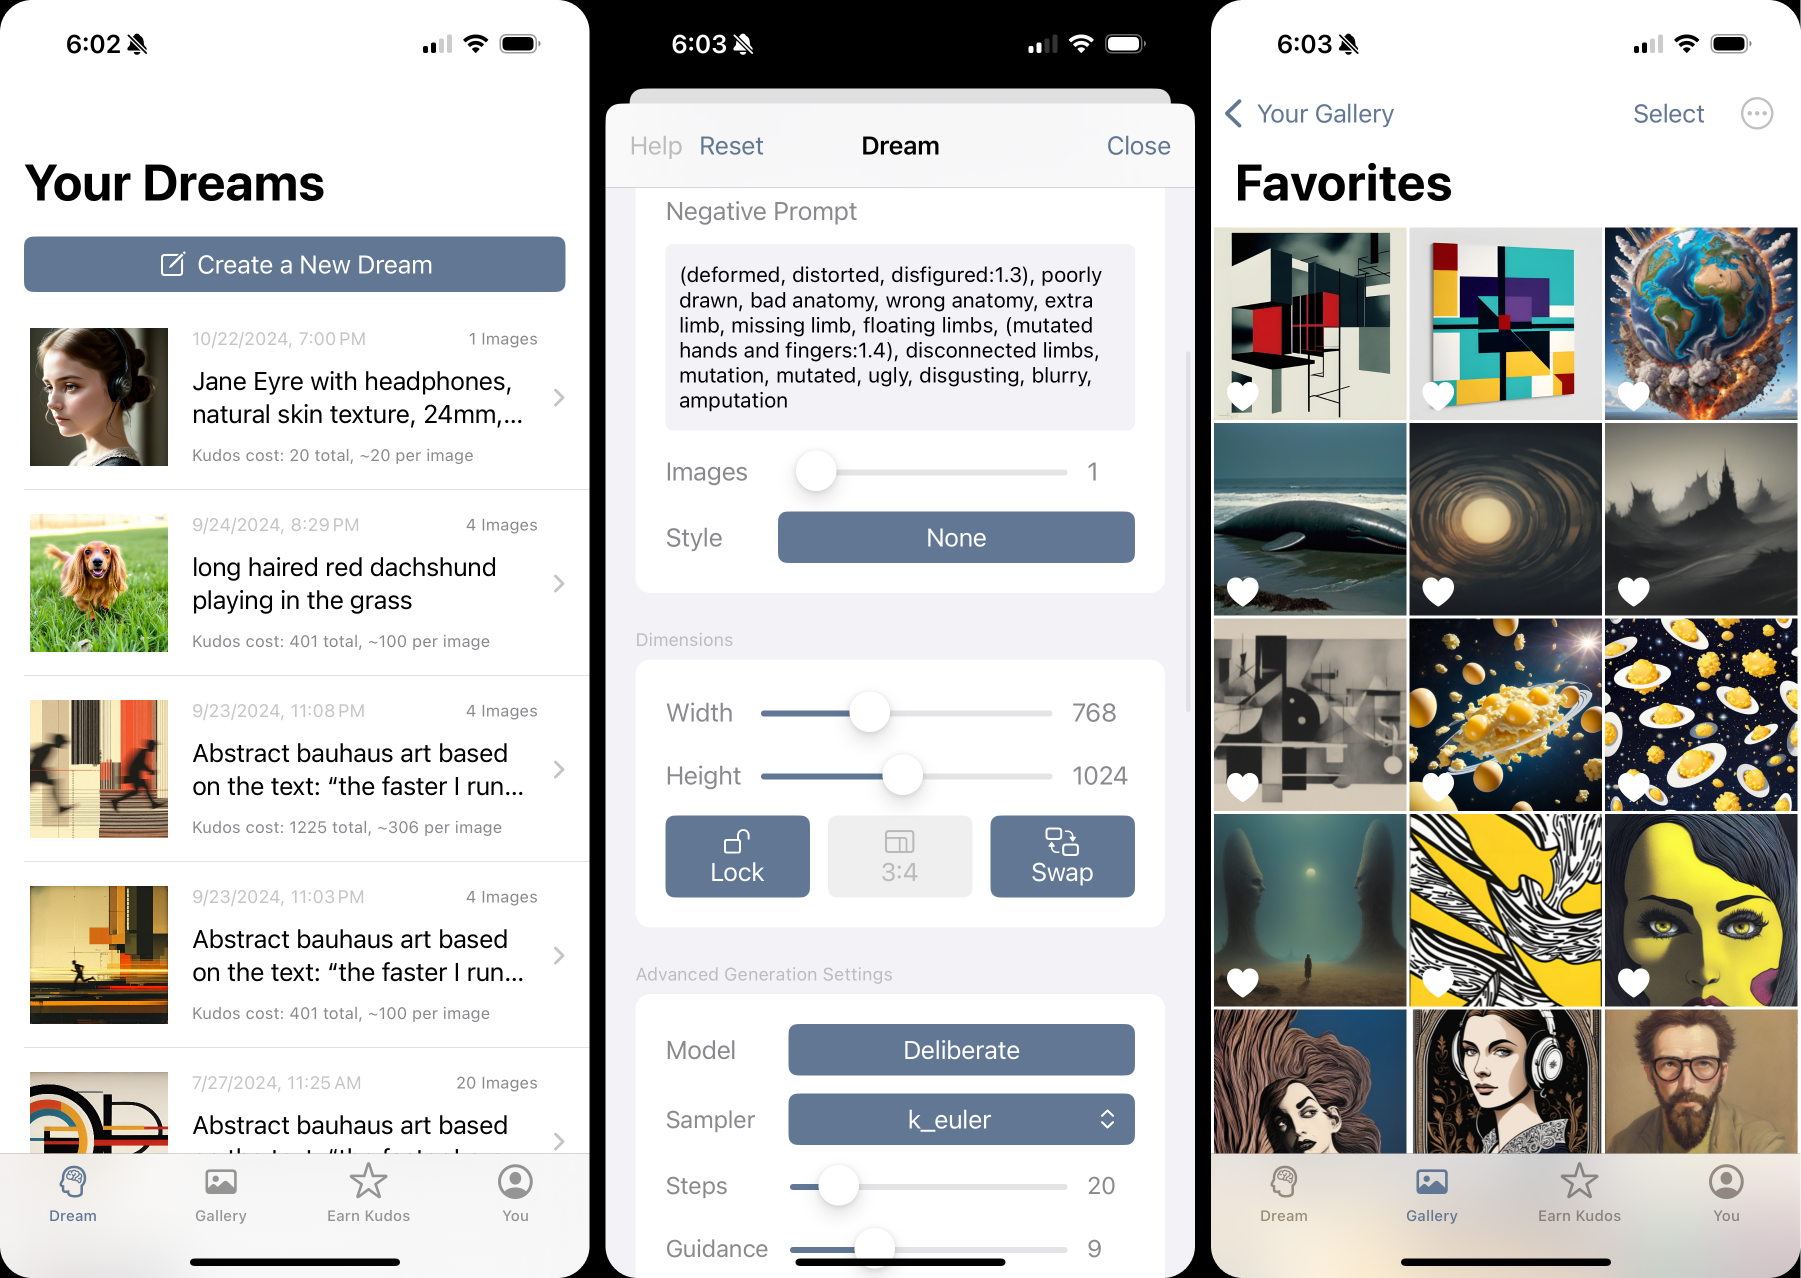 6:02
Your Dreams
Create a New Dream
10/22/2024, 7:00 PM
1 Images
Jane Eyre with headphones,
natural skin texture, 24mm,...
Kudos cost: 20 total, ~20 per image
9/24/2024, 8:29 PM
4 Images
long haired red dachshund
playing in the grass
Kudos cost: 401 total, ~100 per image
9/23/2024, 11:08 PM
4 Images
Abstract bauhaus art based
on the text: “the faster I run...
Kudos cost: 1225 total, ~306 per image
9/23/2024, 11:03 PM
4 Images
Abstract bauhaus art based
on the text: “the faster I run...
Kudos cost: 401 total, ~100 per image
7/27/2024, 11:25 AM
20 Images
Abstract bauhaus art based
Dream
Gallery
Earn Kudos
You
6:03
Help
Reset
Dream
Close
Negative Prompt
(deformed, distorted, disfigured:1.3), poorly
drawn, bad anatomy, wrong anatomy, extra
limb, missing limb, floating limbs, (mutated
hands and fingers:1.4), disconnected limbs,
mutation, mutated, ugly, disgusting, blurry,
amputation
Images
1
Style
None
Dimensions
Width
768
Height
1024
Lock
3:4
Swap
Advanced Generation Settings
Model
Deliberate
Sampler
k_euler
Steps
20
Guidance
9
6:03
Your Gallery
Select
Favorites
Dream
Gallery
Earn Kudos
You